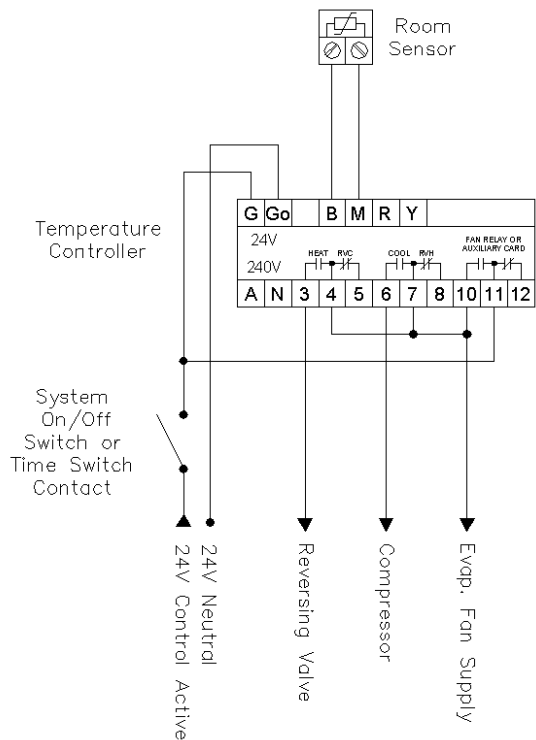 Room
Sensor
G Go B M R Y
Temperature
Controller
24V
240V
HEAT RVC
COOL RVH
FAN RELAY OR
AUXILIARY CARD
A N 3 4 5 6 7 8 10 11 12
System
On/Off
Switch or
Time Switch
Contact
24V Control Active
24V Neutral
Reversing Valve
Compressor
Evap. Fan Supply